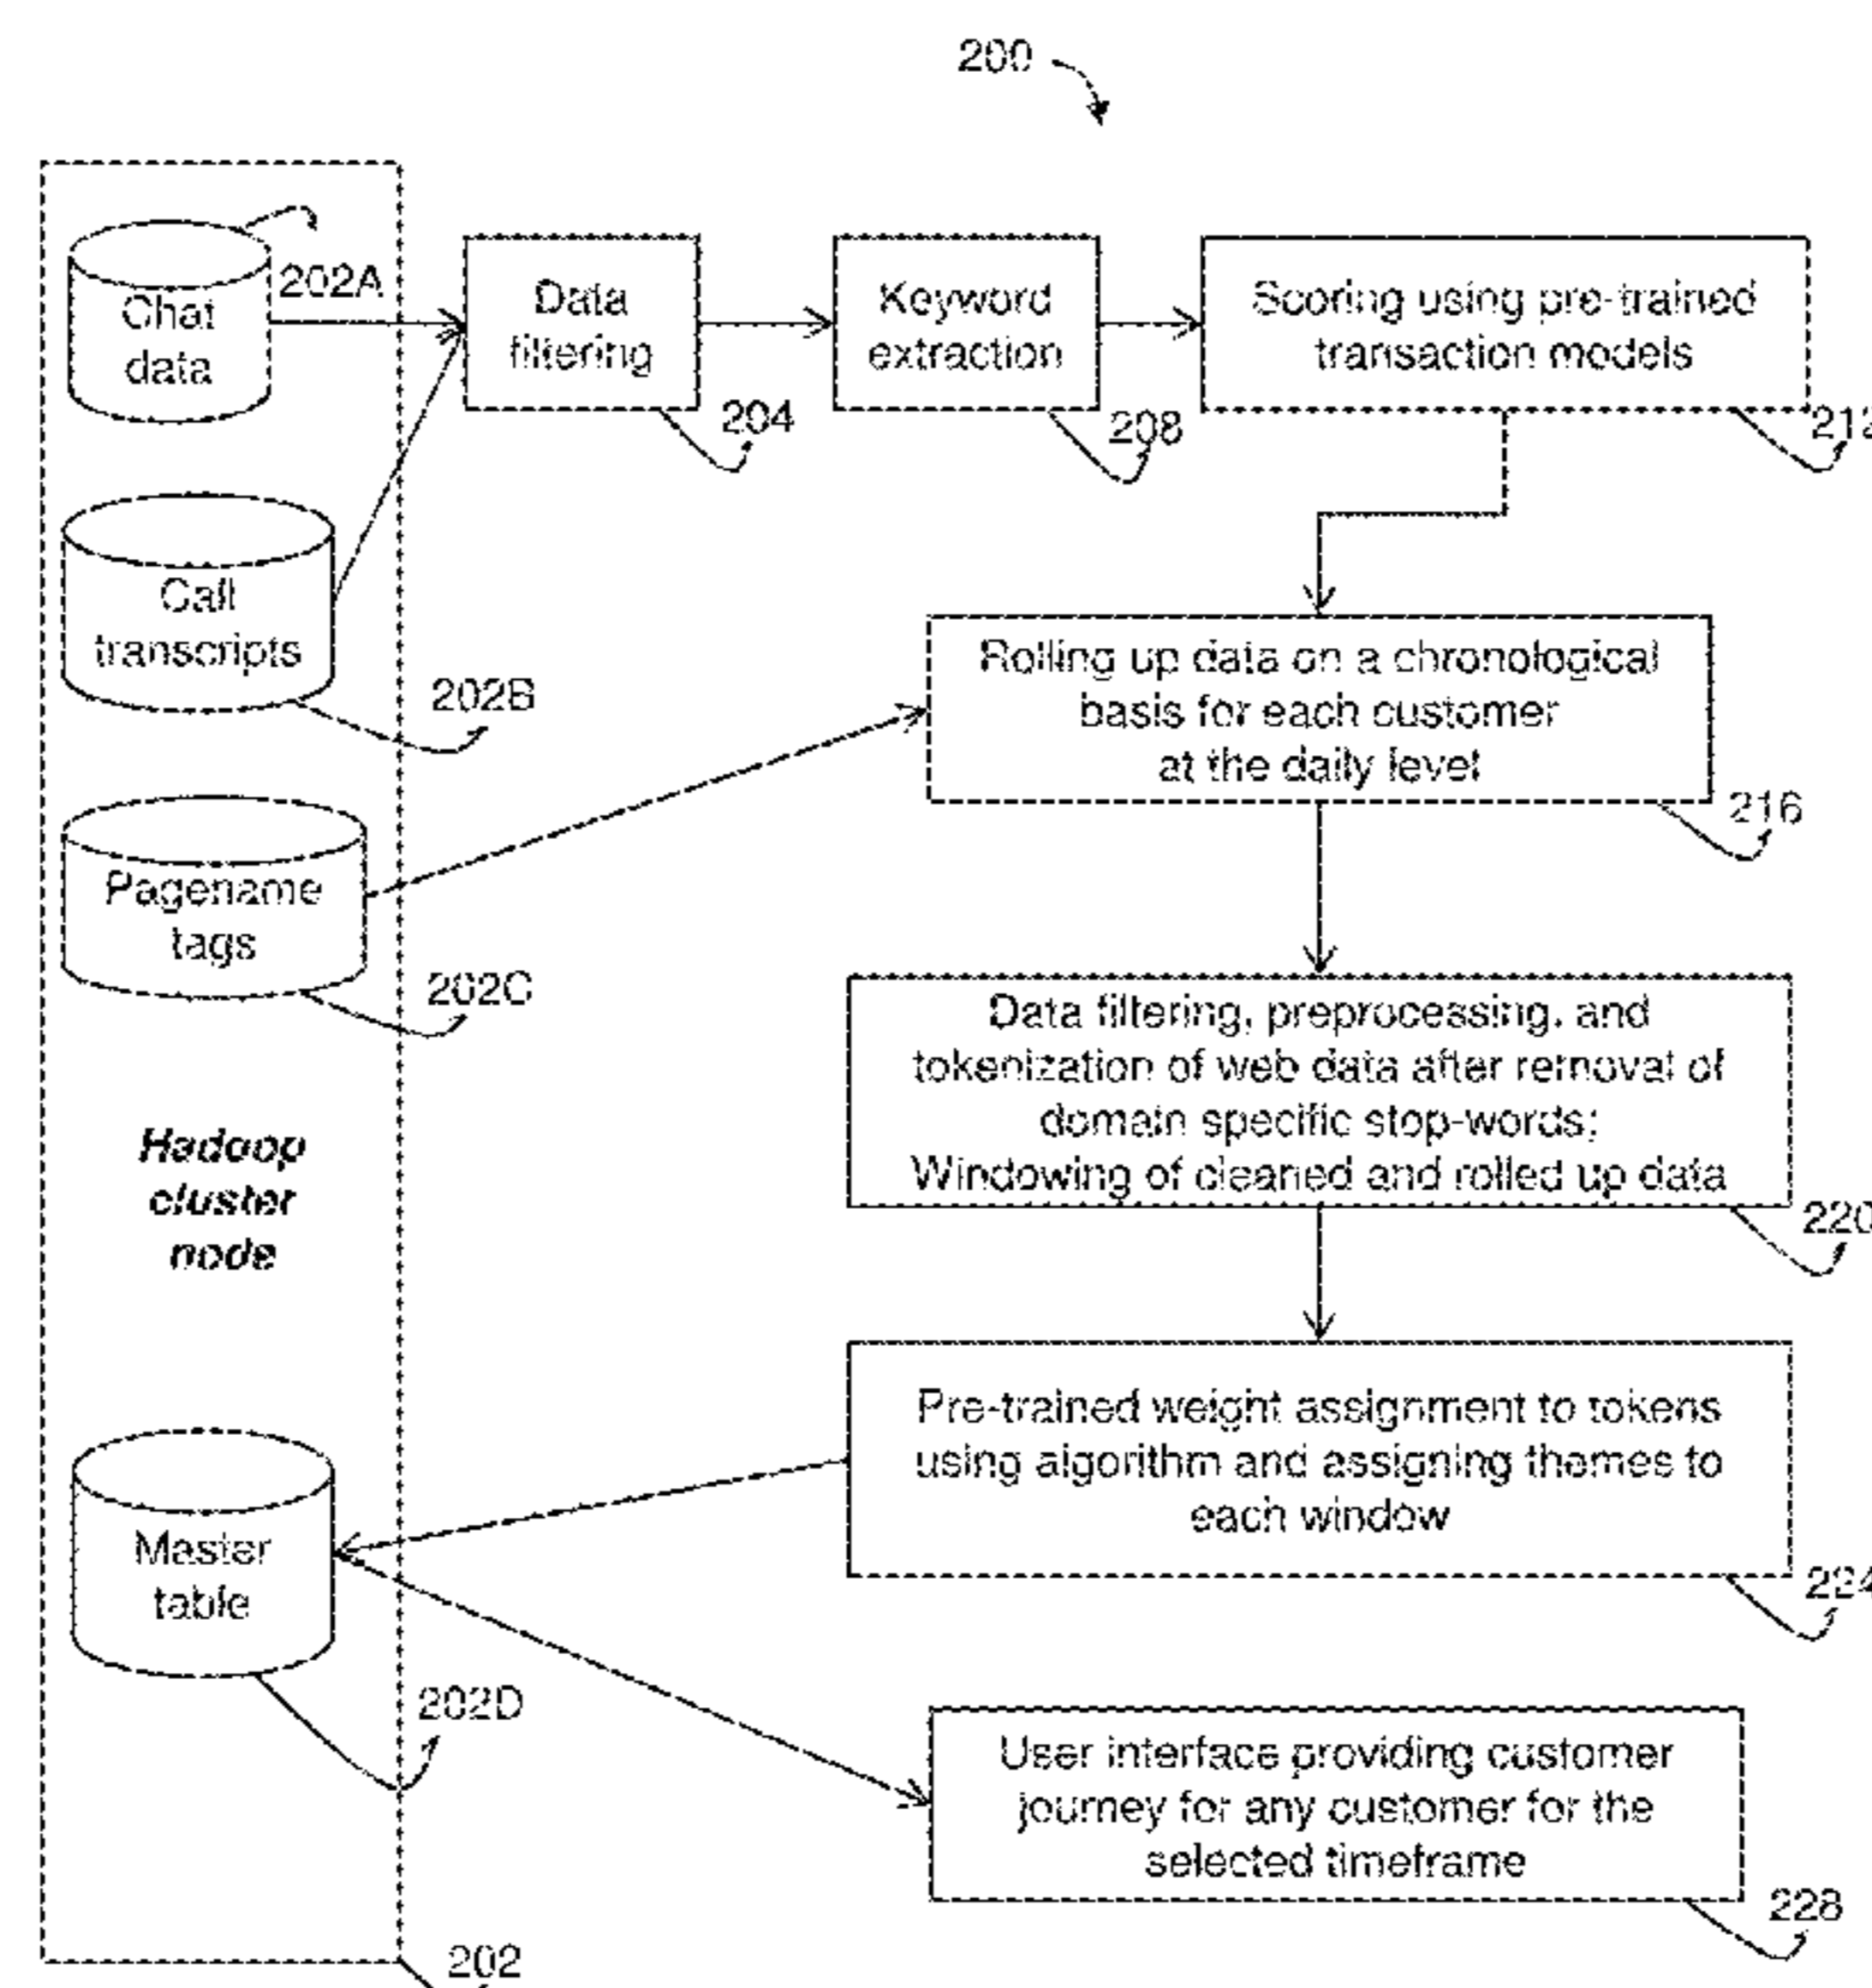 200
Chat
data
202A
Data
filtering
204
Keyword
extraction
208
Scoring using pre-trained
transaction models
212
Call
transcripts
202B
Rolling up data on a chronological
basis for each customer
at the daily level
216
Pagename
tags
202C
Data filtering, preprocessing, and
tokenization of web data after removal of
domain specific stop-words;
Windowing of cleaned and rolled up data
220
Hadoop
cluster
node
Pre-trained weight assignment to tokens
using algorithm and assigning themes to
each window
224
Master
table
202D
User interface providing customer
journey for any customer for the
selected timeframe
228
202